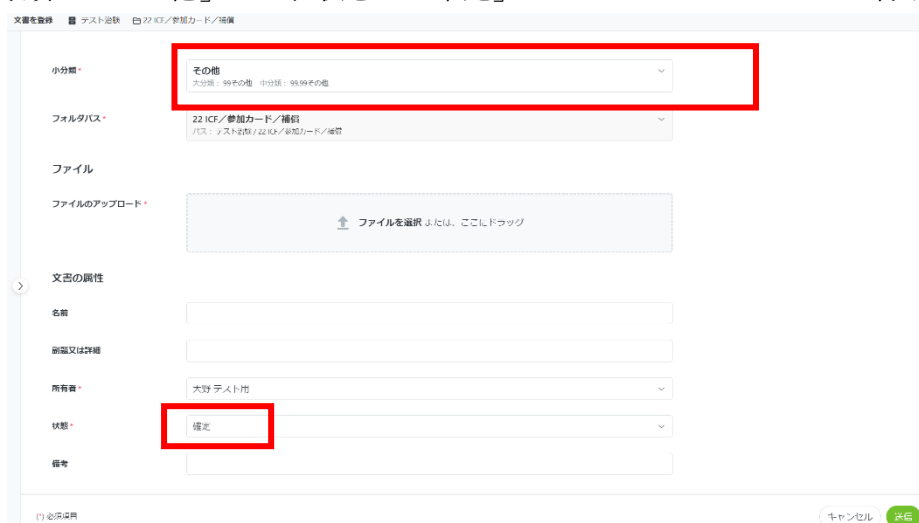 文書を登録 テスト治験 22 ICF／参加カード／補償
小分類*
その他
大分類：99その他 中分類：99.99その他
フォルダパス*
22 ICF／参加カード／補償
パス：テスト治験 / 22 ICF／参加カード／補償
ファイル
ファイルのアップロード*
ファイルを選択 または、ここにドラッグ
文書の属性
名前
副題又は詳細
所有者*
大野 テスト用
状態*
確定
備考
(*) 必須項目
キャンセル 送信